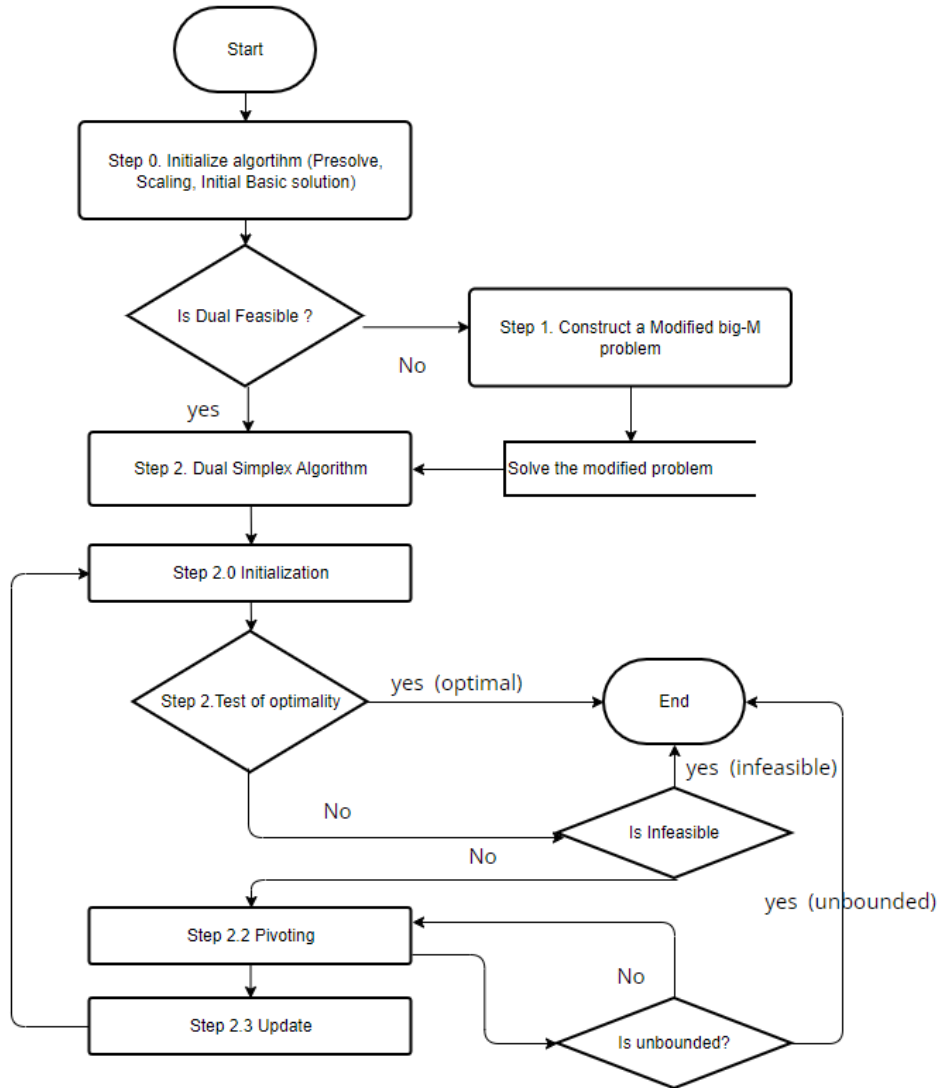 Start
Step 0. Initialize algortihm (Presolve,
Scaling, Initial Basic solution)
Is Dual Feasible ?
Step 1. Construct a Modified big-M
problem
No
yes
Step 2. Dual Simplex Algorithm
Solve the modified problem
Step 2.0 Initialization
Step 2.Test of optimality
yes (optimal)
End
yes (infeasible)
No
Is Infeasible
No
yes (unbounded)
Step 2.2 Pivoting
No
Step 2.3 Update
Is unbounded?